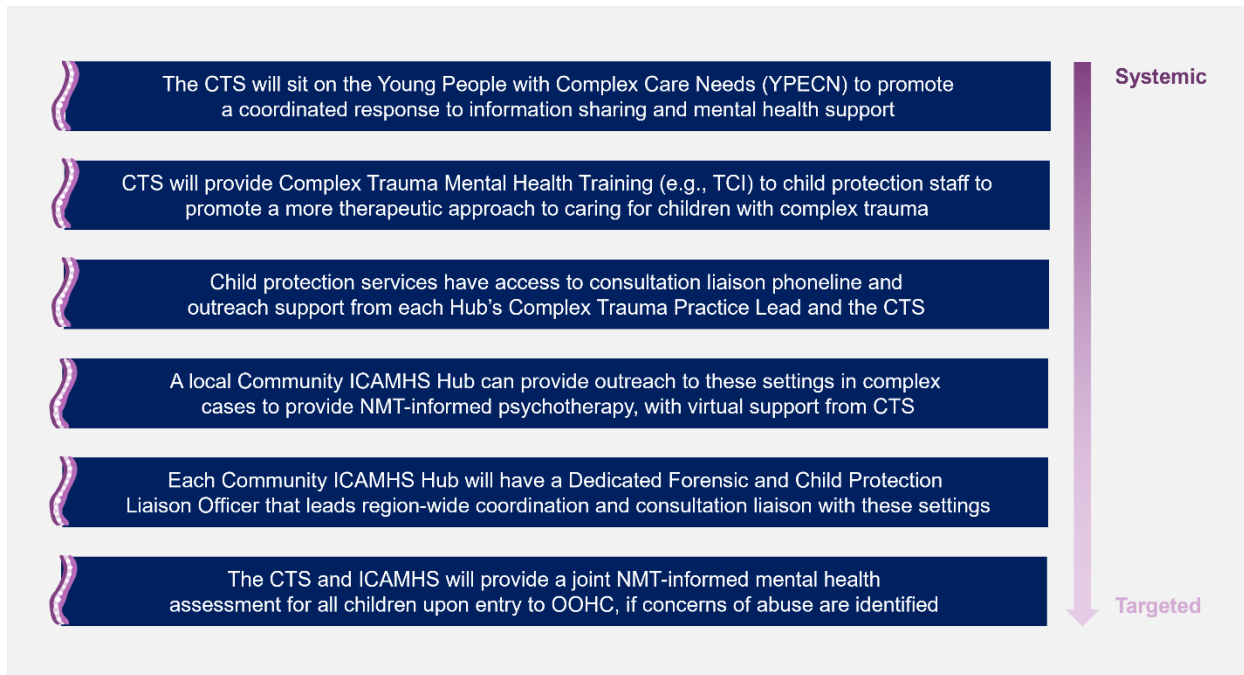 The CTS will sit on the Young People with Complex Care Needs (YPECN) to promote
a coordinated response to information sharing and mental health support
Systemic
CTS will provide Complex Trauma Mental Health Training (e.g., TCI) to child protection staff to
promote a more therapeutic approach to caring for children with complex trauma
Child protection services have access to consultation liaison phoneline and
outreach support from each Hub's Complex Trauma Practice Lead and the CTS
A local Community ICAMHS Hub can provide outreach to these settings in complex
cases to provide NMT-informed psychotherapy, with virtual support from CTS
Each Community ICAMHS Hub will have a Dedicated Forensic and Child Protection
Liaison Officer that leads region-wide coordination and consultation liaison with these settings
The CTS and ICAMHS will provide a joint NMT-informed mental health
assessment for all children upon entry to OOHC, if concerns of abuse are identified
Targeted